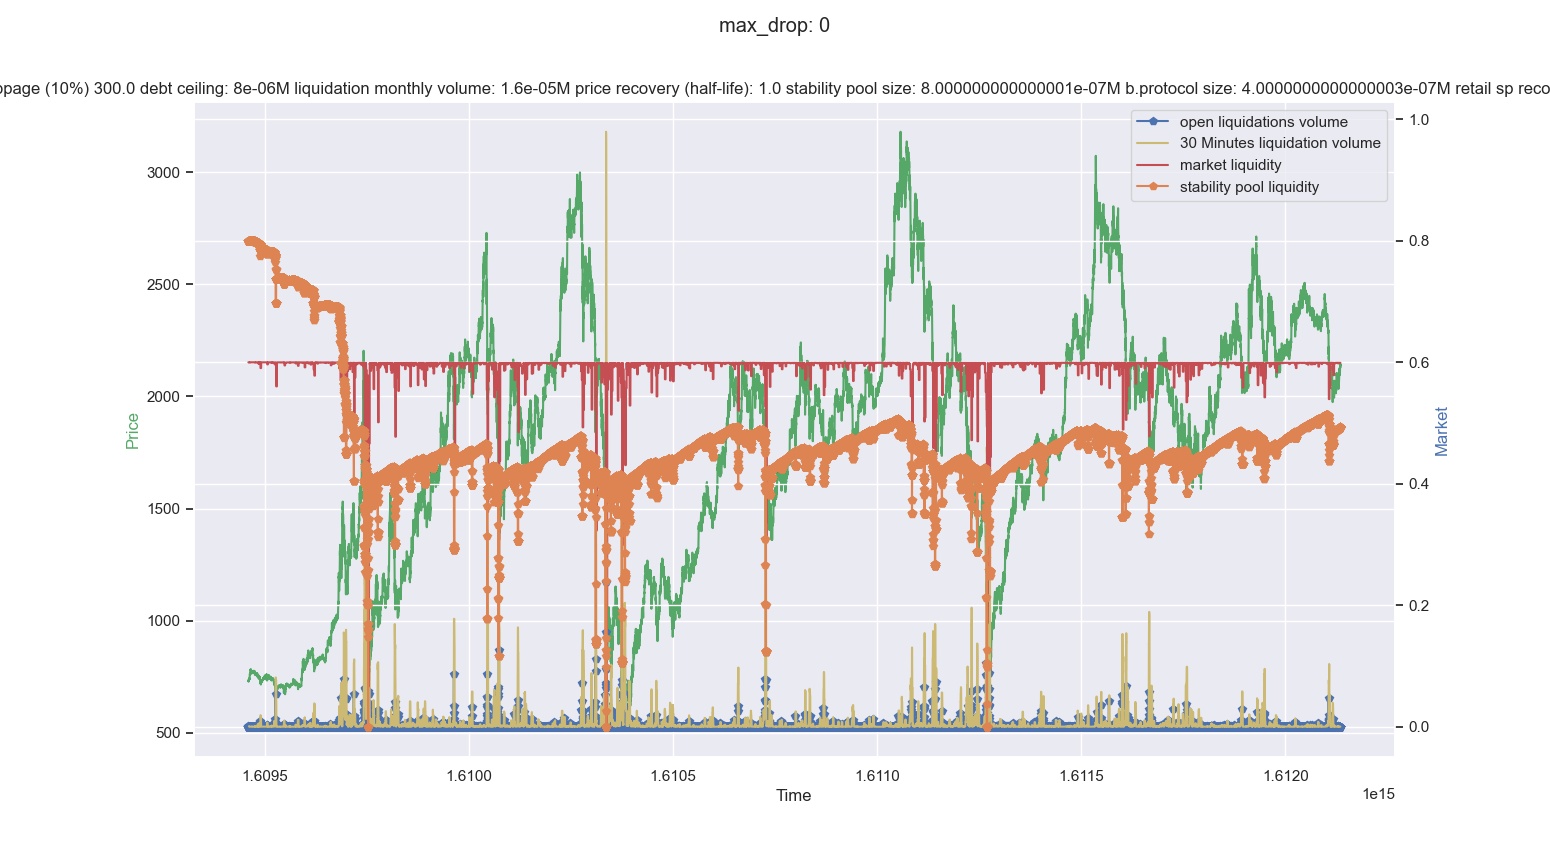 max_drop: 0
page (10%) 300.0 debt ceiling: 8e-06M liquidation monthly volume: 1.6e-05M price recovery (half-life): 1.0 stability pool size: 8.000000000000001e-07M b.protocol size: 4.0000000000000003e-07M retail sp reco
open liquidations volume
30 Minutes liquidation volume
market liquidity
stability pool liquidity
3000
2500
2000
1500
1000
500
Price
1.0
0.8
0.6
0.4
0.2
0.0
Market
1.6095 1.6100 1.6105 1.6110 1.6115 1.6120
1e15
Time